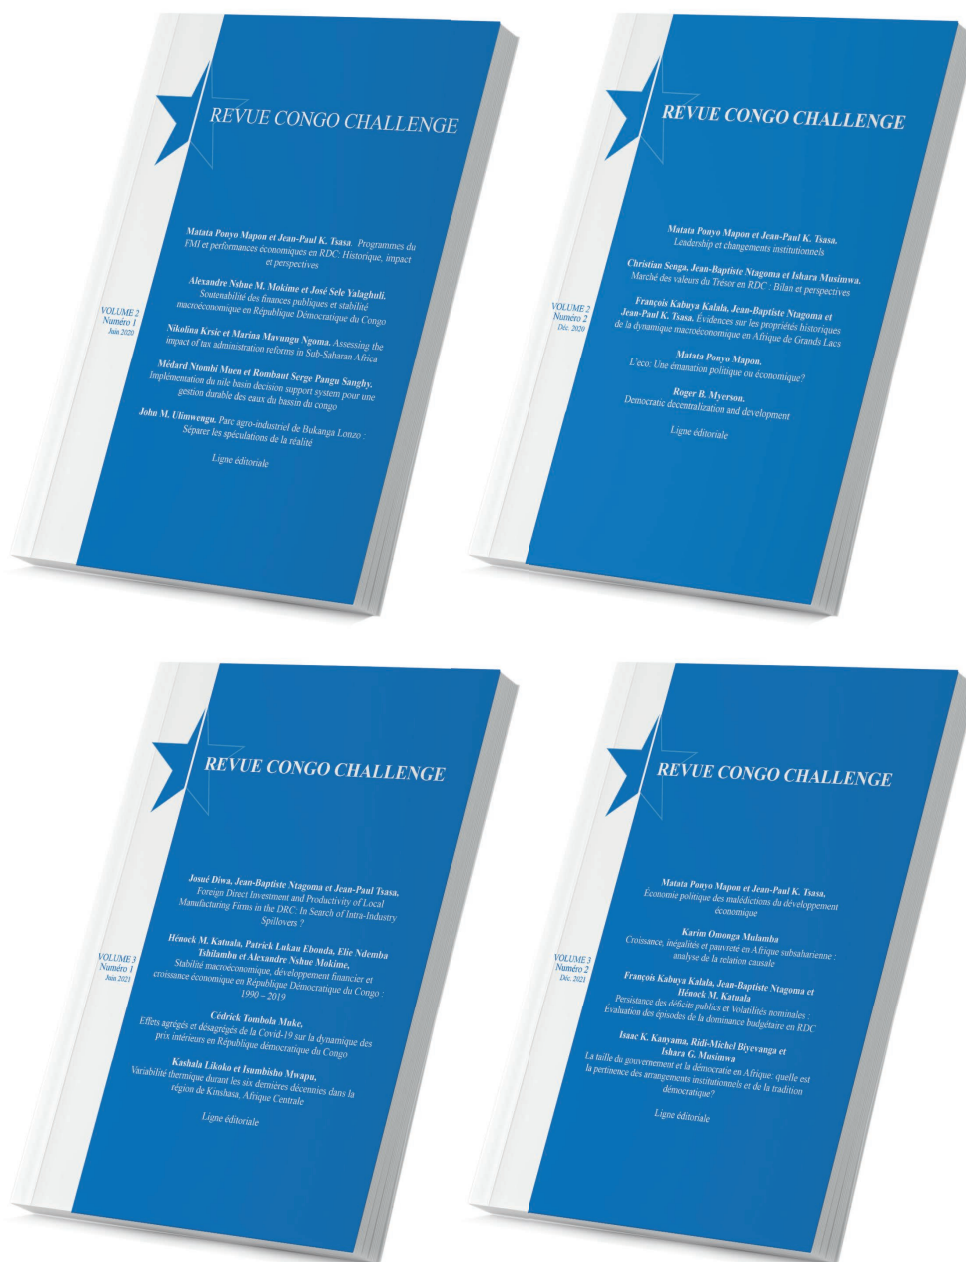 REVUE CONGO CHALLENGE
Matata Ponyo Mapon et Jean-Paul K. Tsasa. Programmes du
FMI et performances économiques en RDC: Historique, impact
et perspectives
Alexandre Nshue M. Mokime et José Sele Yalaghuli.
Soutenabilité des finances publiques et stabilité
macroéconomique en République Démocratique du Congo
Nikolina Krsic et Marina Mavungu Ngoma. Assessing the
impact of tax administration reforms in Sub-Saharan Africa
Médard Ntombi Muen et Rombaut Serge Pangu Sanghy.
Implémentation du nile basin decision support system pour une
gestion durable des eaux du bassin du congo
John M. Ulimwengu. Parc agro-industriel de Bukanga Lonzo :
Séparer les spéculations de la réalité
Ligne éditoriale
VOLUME 2
Numéro 1
Juin 2020
REVUE CONGO CHALLENGE
Matata Ponyo Mapon et Jean-Paul K. Tsasa.
Leadership et changements institutionnels
Christian Senga, Jean-Baptiste Ntagoma et Ishara Musimwa.
Marché des valeurs du Trésor en RDC : Bilan et perspectives
François Kabuya Kalala, Jean-Baptiste Ntagoma et
Jean-Paul K. Tsasa. Évidences sur les propriétés historiques
de la dynamique macroéconomique en Afrique de Grands Lacs
Matata Ponyo Mapon.
L'eco: Une émanation politique ou économique?
Roger B. Myerson.
Democratic decentralization and development
Ligne éditoriale
VOLUME 2
Numéro 2
Déc. 2020
REVUE CONGO CHALLENGE
Josué Diwa, Jean-Baptiste Ntagoma et Jean-Paul Tsasa.
Foreign Direct Investment and Productivity of Local
Manufacturing Firms in the DRC: In Search of Intra-Industry
Spillovers ?
Hénock M. Katuala, Patrick Lukau Ebonda, Elie Ndemba
Tshilambu et Alexandre Nshue Mokime,
Stabilité macroéconomique, développement financier et
croissance économique en République Démocratique du Congo :
1990 – 2019
Cédrick Tombola Muke,
Effets agrégés et désagrégés de la Covid-19 sur la dynamique des
prix intérieurs en République démocratique du Congo
Kashala Likoko et Isumbisho Mwapu,
Variabilité thermique durant les six dernières décennies dans la
région de Kinshasa, Afrique Centrale
Ligne éditoriale
VOLUME 3
Numéro 1
Juin 2021
REVUE CONGO CHALLENGE
Matata Ponyo Mapon et Jean-Paul K. Tsasa,
Économie politique des malédictions du développement
économique
Karim Omonga Mulamba
Croissance, inégalités et pauvreté en Afrique subsaharienne :
analyse de la relation causale
François Kabuya Kalala, Jean-Baptiste Ntagoma et
Hénock M. Katuala
Persistance des déficits publics et Volatilités nominales :
Évaluation des épisodes de la dominance budgétaire en RDC
Isaac K. Kanyama, Ridi-Michel Biyevanga et
Ishara G. Musimwa
La taille du gouvernement et la démocratie en Afrique: quelle est
la pertinence des arrangements institutionnels et de la tradition
démocratique?
Ligne éditoriale
VOLUME 3
Numéro 2
Déc. 2021